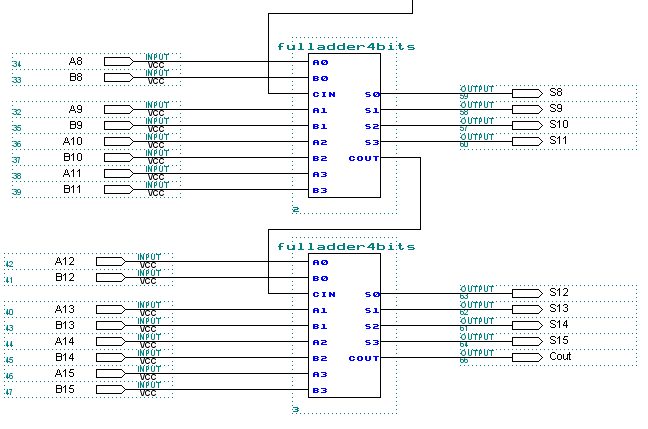 fulladder4bits
34 A8 INPUT VCC A0
33 B8 INPUT VCC B0
CIN S0 OUTPUT 59 S8
32 A9 INPUT VCC A1 S1 OUTPUT 58 S9
35 B9 INPUT VCC B1 S2 OUTPUT 57 S10
36 A10 INPUT VCC A2 S3 OUTPUT 60 S11
37 B10 INPUT VCC B2 COUT
38 A11 INPUT VCC A3
39 B11 INPUT VCC B3
2
fulladder4bits
42 A12 INPUT VCC A0
41 B12 INPUT VCC B0
CIN S0 OUTPUT 63 S12
40 A13 INPUT VCC A1 S1 OUTPUT 62 S13
43 B13 INPUT VCC B1 S2 OUTPUT 61 S14
44 A14 INPUT VCC A2 S3 OUTPUT 64 S15
45 B14 INPUT VCC B2 COUT OUTPUT 66 Cout
46 A15 INPUT VCC A3
47 B15 INPUT VCC B3
3